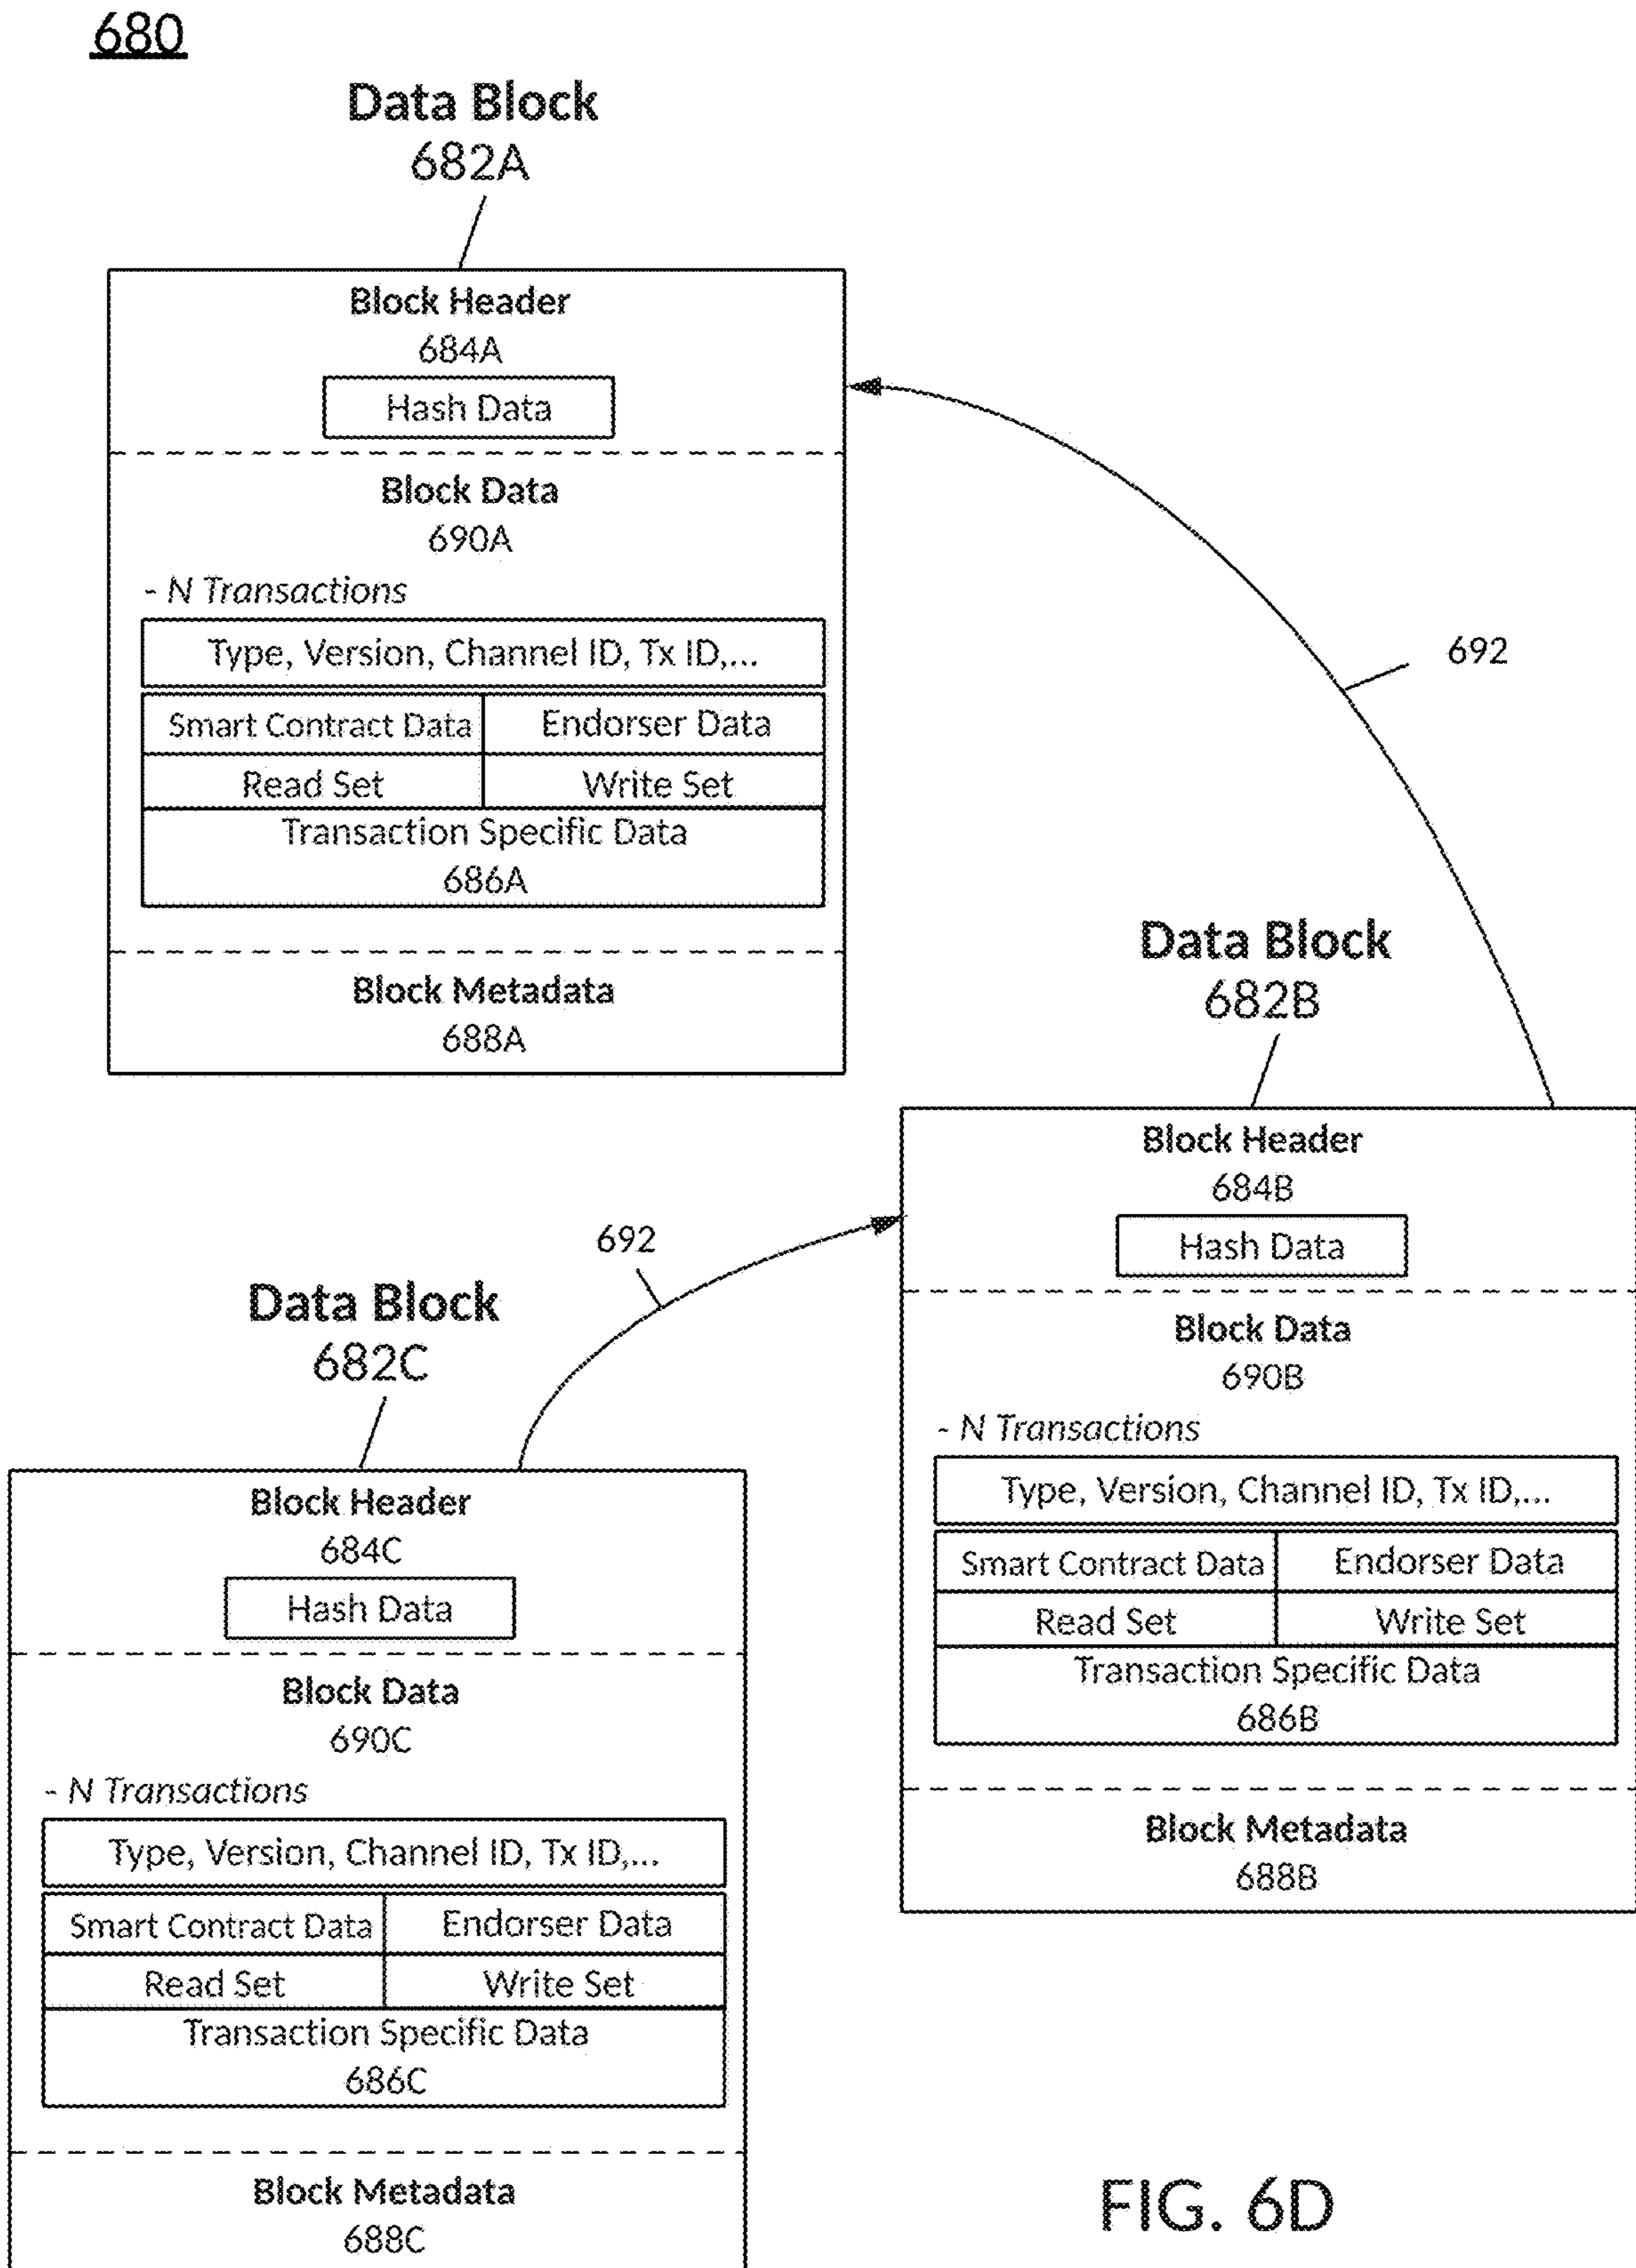 680
Data Block
682A
Block Header
684A
Hash Data
Block Data
690A
- N Transactions
Type, Version, Channel ID, Tx ID,...
Smart Contract Data Endorser Data
Read Set Write Set
Transaction Specific Data
686A
Block Metadata
688A
692
Data Block
682B
Block Header
684B
Hash Data
Block Data
690B
- N Transactions
Type, Version, Channel ID, Tx ID,...
Smart Contract Data Endorser Data
Read Set Write Set
Transaction Specific Data
686B
Block Metadata
688B
692
Data Block
682C
Block Header
684C
Hash Data
Block Data
690C
- N Transactions
Type, Version, Channel ID, Tx ID,...
Smart Contract Data Endorser Data
Read Set Write Set
Transaction Specific Data
686C
Block Metadata
688C
FIG. 6D